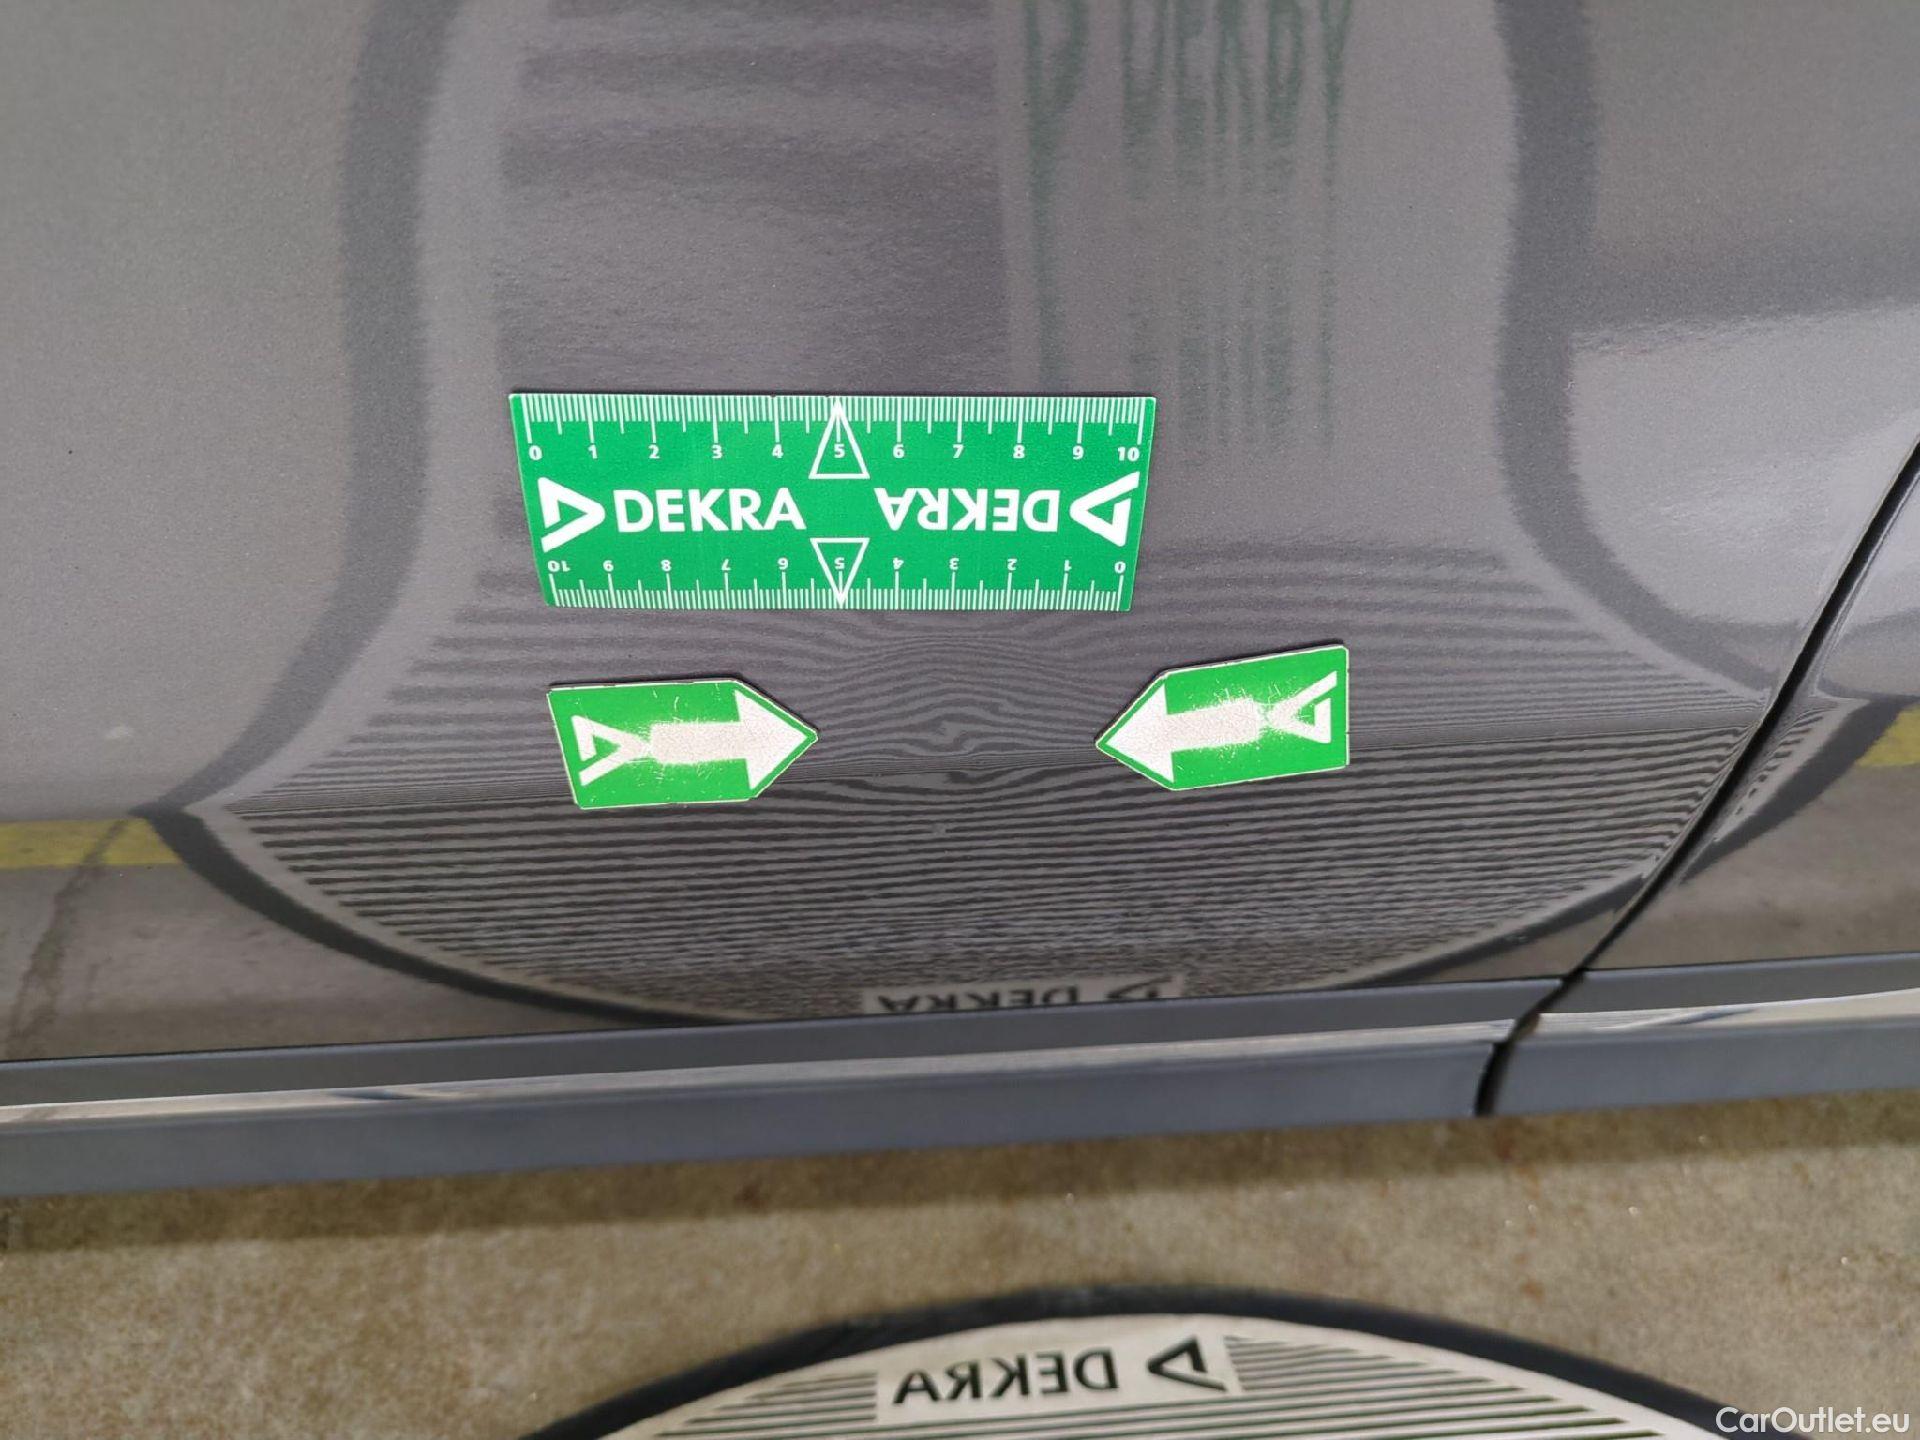 0 1 2 3 4 5 6 7 8 9 10
DEKRA DEKRA
10 9 8 7 6 5 4 3 2 1 0
DEKRA
DEKRA
CarOutlet.eu